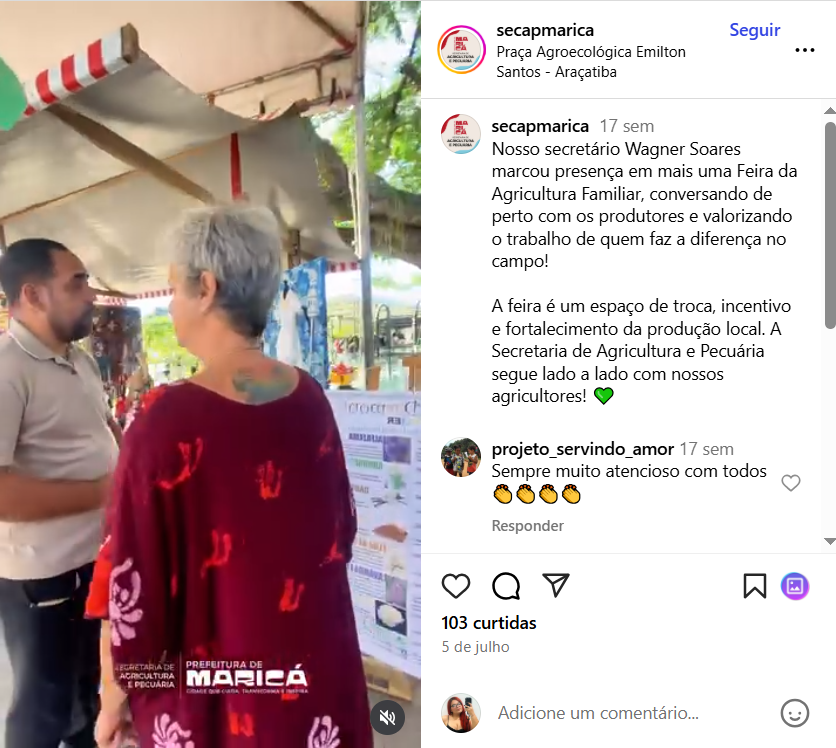 secapmarica
Seguir
Praça Agroecológica Emilton
Santos - Araçatiba
secapmarica 17 sem
Nosso secretário Wagner Soares
marcou presença em mais uma Feira da
Agricultura Familiar, conversando de
perto com os produtores e valorizando
o trabalho de quem faz a diferença no
campo!
A feira é um espaço de troca, incentivo
e fortalecimento da produção local. A
Secretaria de Agricultura e Pecuária
segue lado a lado com nossos
agricultores! 💚
projeto_servindo_amor 17 sem
Sempre muito atencioso com todos
👏👏👏👏
Responder
103 curtidas
5 de julho
Adicione um comentário...
SECRETARIA DE
AGRICULTURA
E PECUÁRIA
PREFEITURA DE
MARICÁ
CIDADE QUE CUIDA, TRANSFORMA E INSPIRA